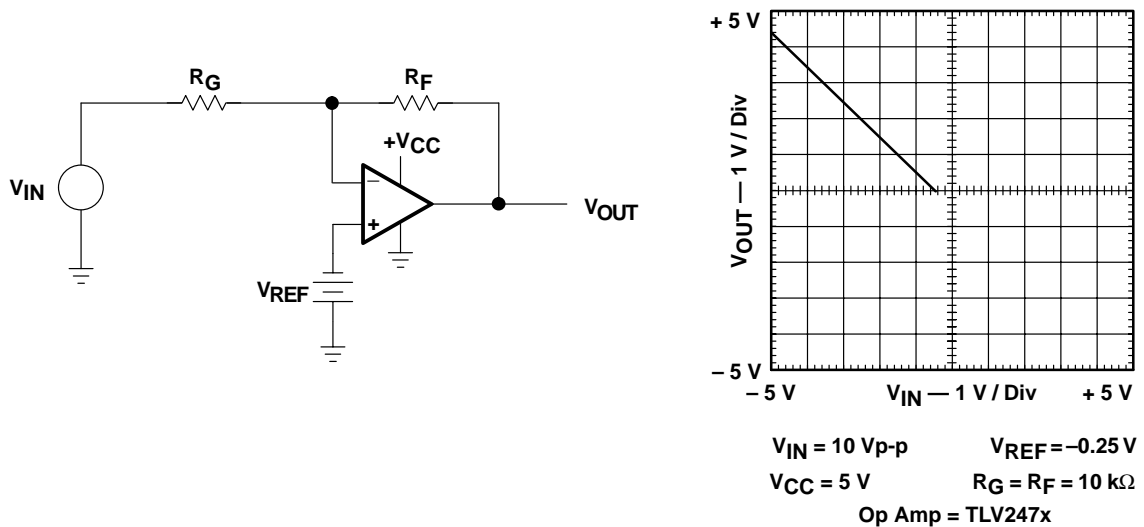 RG
RF
+VCC
VIN
−
+
VOUT
VREF
+ 5 V
VOUT — 1 V / Div
– 5 V
– 5 V
VIN — 1 V / Div
+ 5 V
VIN = 10 Vp-p
VREF = –0.25 V
VCC = 5 V
RG = RF = 10 kΩ
Op Amp = TLV247x